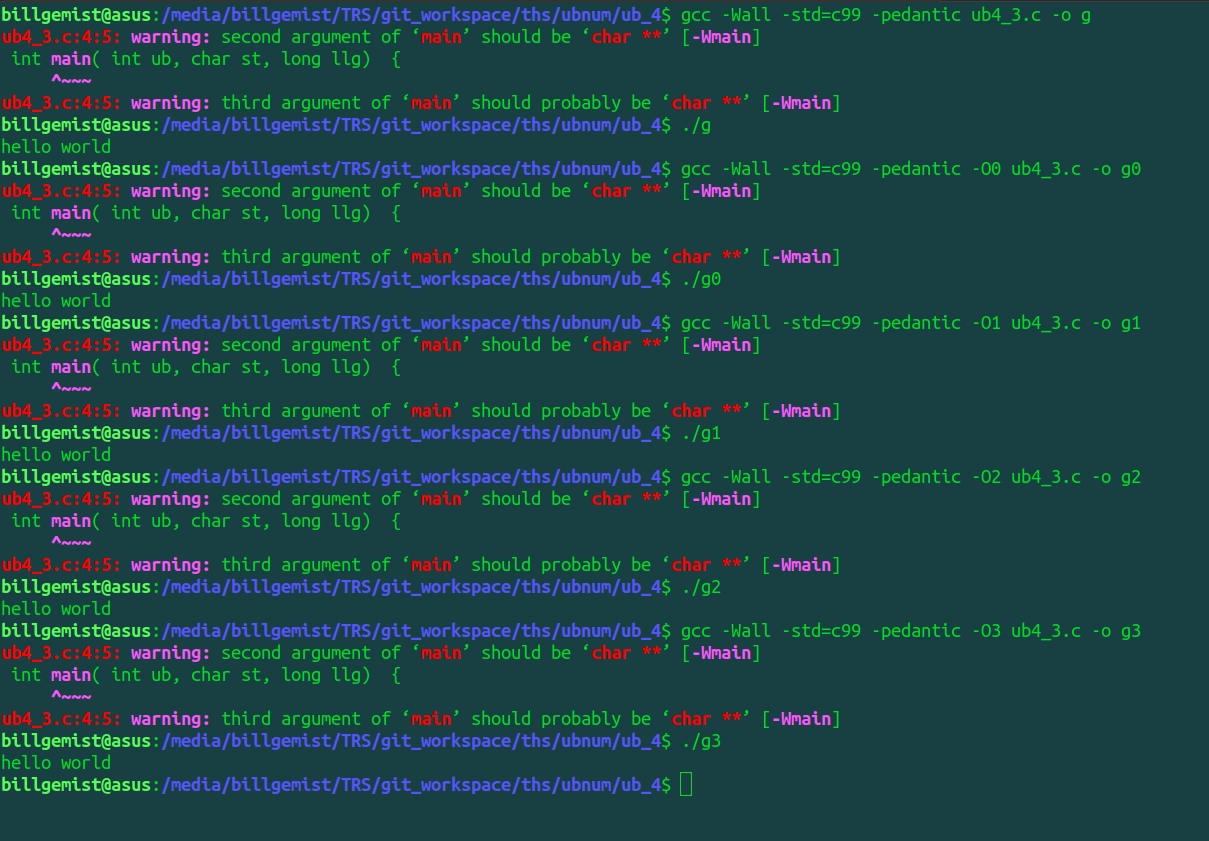 billgemist@asus:/media/billgemist/TRS/git_workspace/ths/ubnum/ub_4$ gcc -Wall -std=c99 -pedantic ub4_3.c -o g
ub4_3.c:4:5: warning: second argument of ‘main’ should be ‘char **’ [-Wmain]
 int main( int ub, char st, long llg)  {
     ^~~~
ub4_3.c:4:5: warning: third argument of ‘main’ should probably be ‘char **’ [-Wmain]
billgemist@asus:/media/billgemist/TRS/git_workspace/ths/ubnum/ub_4$ ./g
hello world
billgemist@asus:/media/billgemist/TRS/git_workspace/ths/ubnum/ub_4$ gcc -Wall -std=c99 -pedantic -O0 ub4_3.c -o g0
ub4_3.c:4:5: warning: second argument of ‘main’ should be ‘char **’ [-Wmain]
 int main( int ub, char st, long llg)  {
     ^~~~
ub4_3.c:4:5: warning: third argument of ‘main’ should probably be ‘char **’ [-Wmain]
billgemist@asus:/media/billgemist/TRS/git_workspace/ths/ubnum/ub_4$ ./g0
hello world
billgemist@asus:/media/billgemist/TRS/git_workspace/ths/ubnum/ub_4$ gcc -Wall -std=c99 -pedantic -O1 ub4_3.c -o g1
ub4_3.c:4:5: warning: second argument of ‘main’ should be ‘char **’ [-Wmain]
 int main( int ub, char st, long llg)  {
     ^~~~
ub4_3.c:4:5: warning: third argument of ‘main’ should probably be ‘char **’ [-Wmain]
billgemist@asus:/media/billgemist/TRS/git_workspace/ths/ubnum/ub_4$ ./g1
hello world
billgemist@asus:/media/billgemist/TRS/git_workspace/ths/ubnum/ub_4$ gcc -Wall -std=c99 -pedantic -O2 ub4_3.c -o g2
ub4_3.c:4:5: warning: second argument of ‘main’ should be ‘char **’ [-Wmain]
 int main( int ub, char st, long llg)  {
     ^~~~
ub4_3.c:4:5: warning: third argument of ‘main’ should probably be ‘char **’ [-Wmain]
billgemist@asus:/media/billgemist/TRS/git_workspace/ths/ubnum/ub_4$ ./g2
hello world
billgemist@asus:/media/billgemist/TRS/git_workspace/ths/ubnum/ub_4$ gcc -Wall -std=c99 -pedantic -O3 ub4_3.c -o g3
ub4_3.c:4:5: warning: second argument of ‘main’ should be ‘char **’ [-Wmain]
 int main( int ub, char st, long llg)  {
     ^~~~
ub4_3.c:4:5: warning: third argument of ‘main’ should probably be ‘char **’ [-Wmain]
billgemist@asus:/media/billgemist/TRS/git_workspace/ths/ubnum/ub_4$ ./g3
hello world
billgemist@asus:/media/billgemist/TRS/git_workspace/ths/ubnum/ub_4$